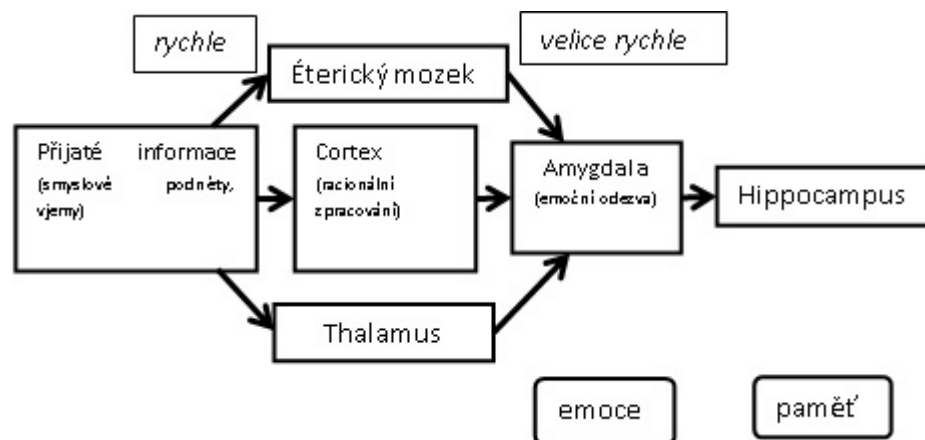 rychle
velice rychle
Éterický mozek
Přijaté informace
(smyslové podněty,
vjemy)
Cortex
(racionální
zpracování)
Amygdala
(emoční odezva)
Hippocampus
Thalamus
emoce
paměť